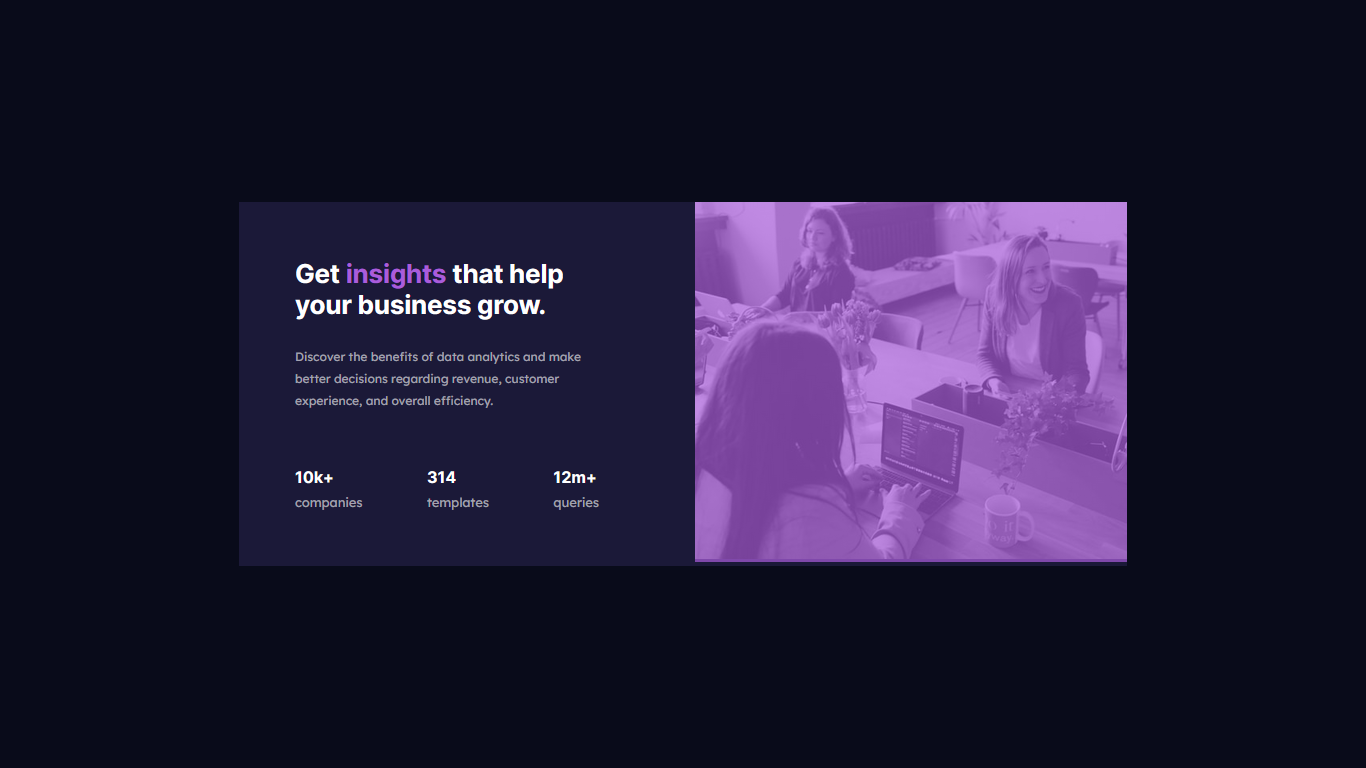 Get insights that help
your business grow.
Discover the benefits of data analytics and make
better decisions regarding revenue, customer
experience, and overall efficiency.
10k+ 314 12m+
companies templates queries